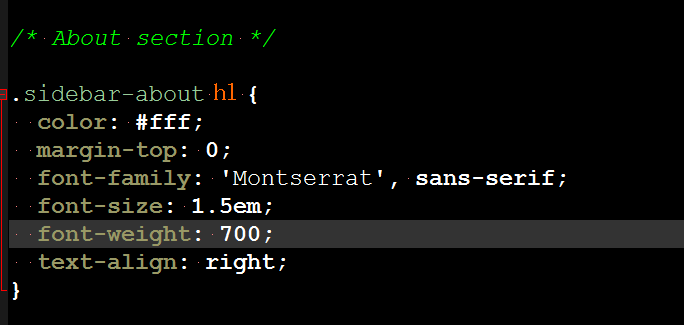 /* About section */
.sidebar-about h1 {
color: #fff;
margin-top: 0;
font-family: 'Montserrat', sans-serif;
font-size: 1.5em;
font-weight: 700;
text-align: right;
}